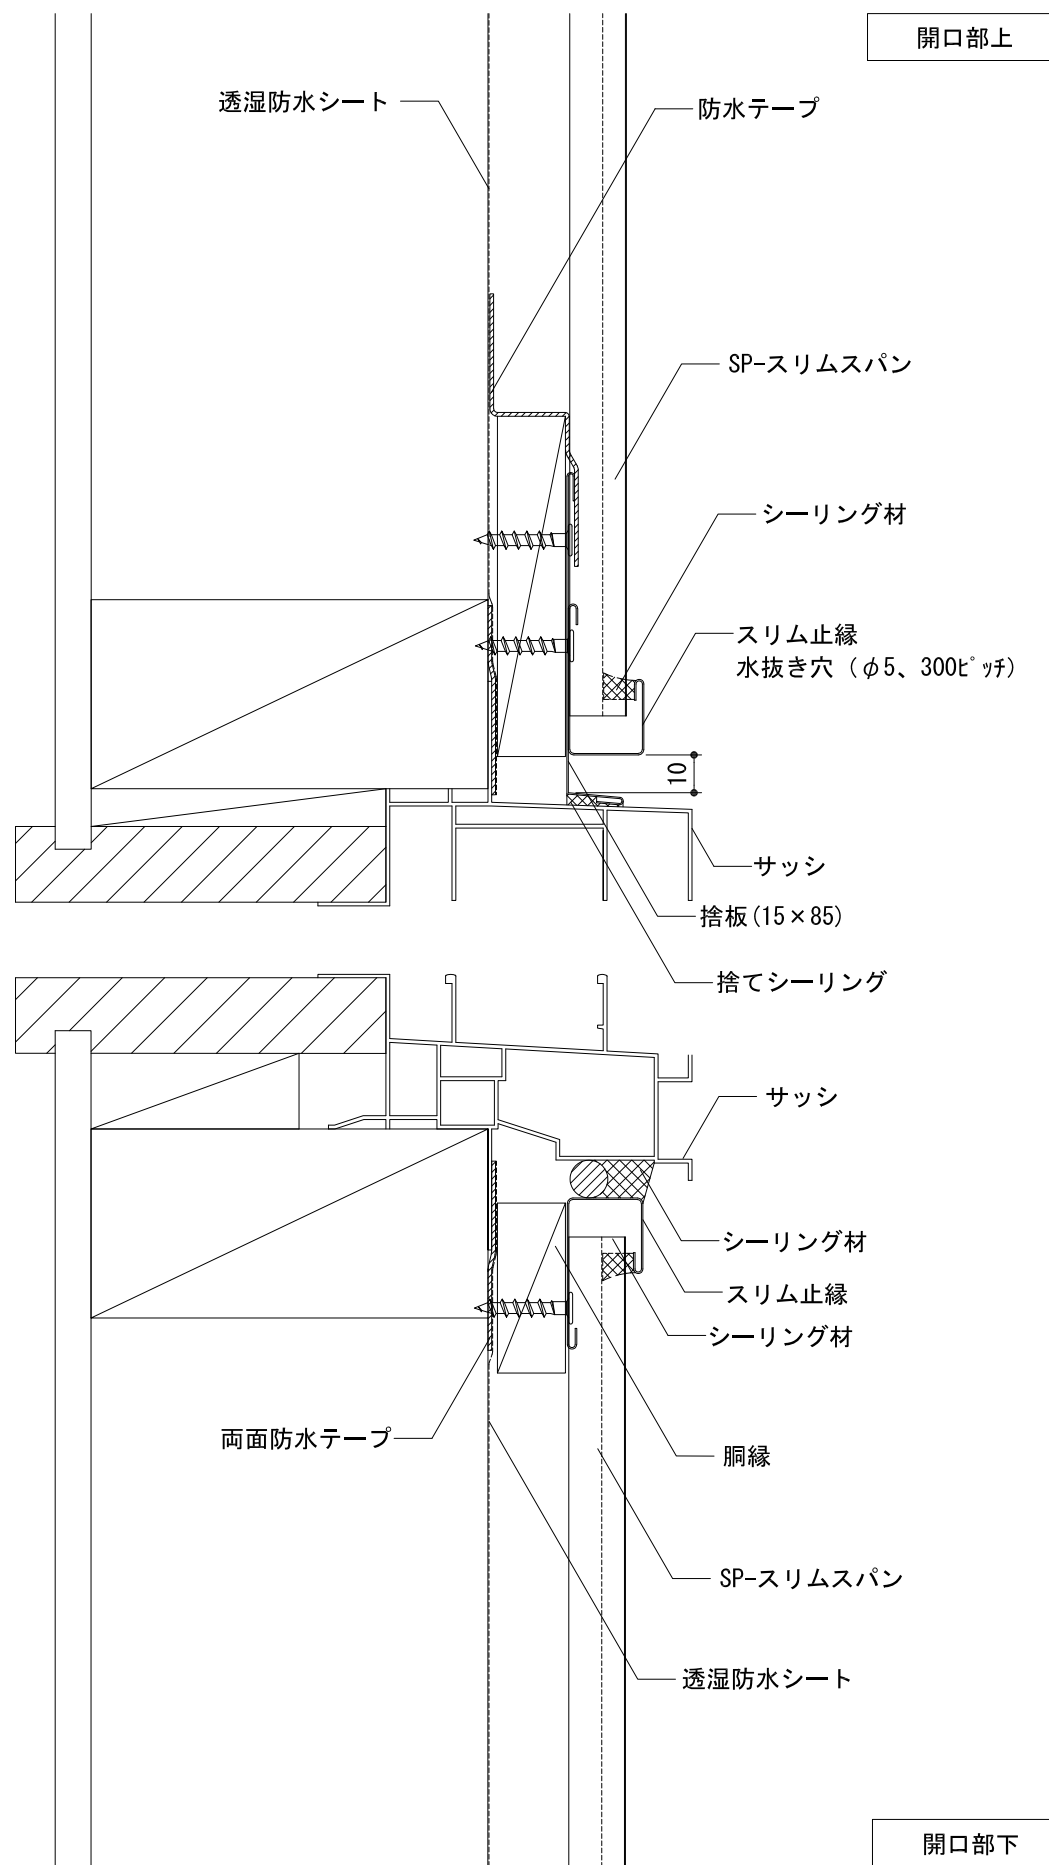 開口部上
透湿防水シート
防水テープ
SP-スリムスパン
シーリング材
スリム止縁
水抜き穴（φ5、300ﾋﾟｯﾁ）
10
サッシ
捨板(15×85)
捨てシーリング
サッシ
シーリング材
スリム止縁
シーリング材
両面防水テープ
胴縁
SP-スリムスパン
透湿防水シート
開口部下